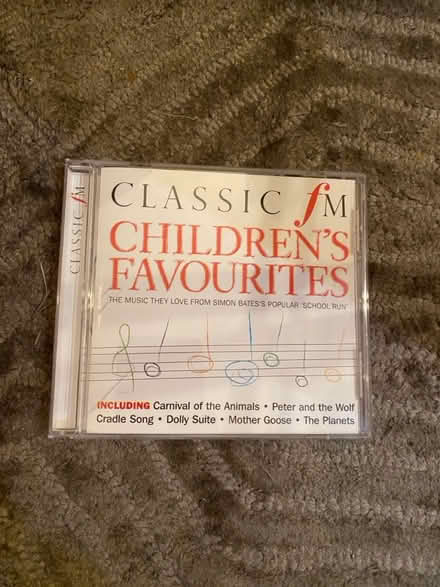 CLASSIC fM
CLASSIC fM
CHILDREN'S
FAVOURITES
THE MUSIC THEY LOVE FROM SIMON BATES'S POPULAR 'SCHOOL RUN'
INCLUDING Carnival of the Animals • Peter and the Wolf
Cradle Song • Dolly Suite • Mother Goose • The Planets